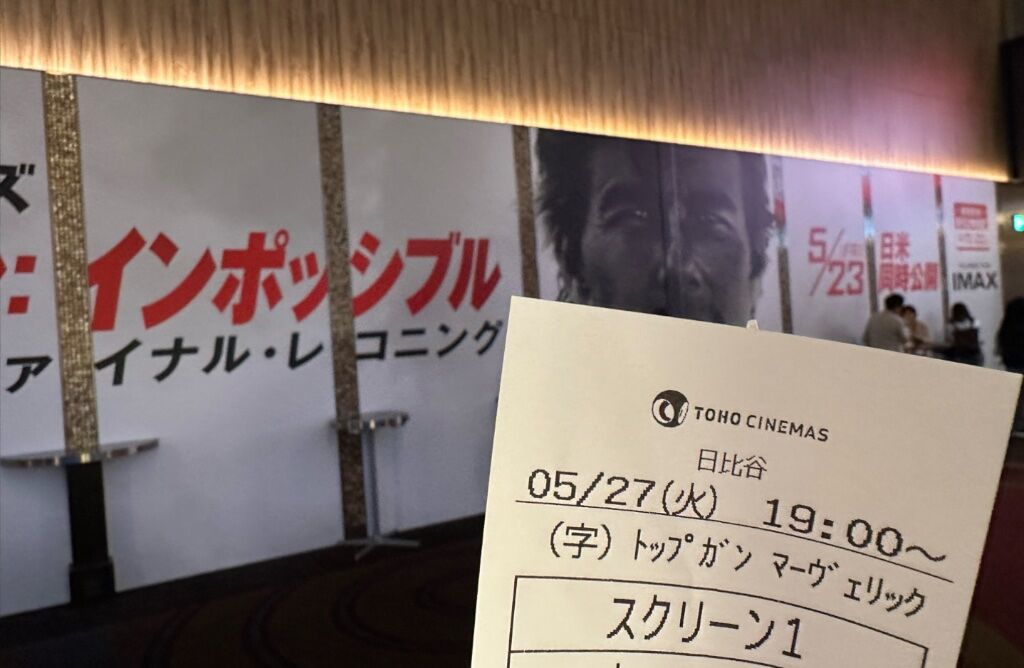 ズ
: インポッシブル
ァイナル・レコニング
5/23
日米
同時公開
IMAX
TOHO CINEMAS
日比谷
05/27(火) 19:00～
(字) トップガン マーヴェリック
スクリーン1